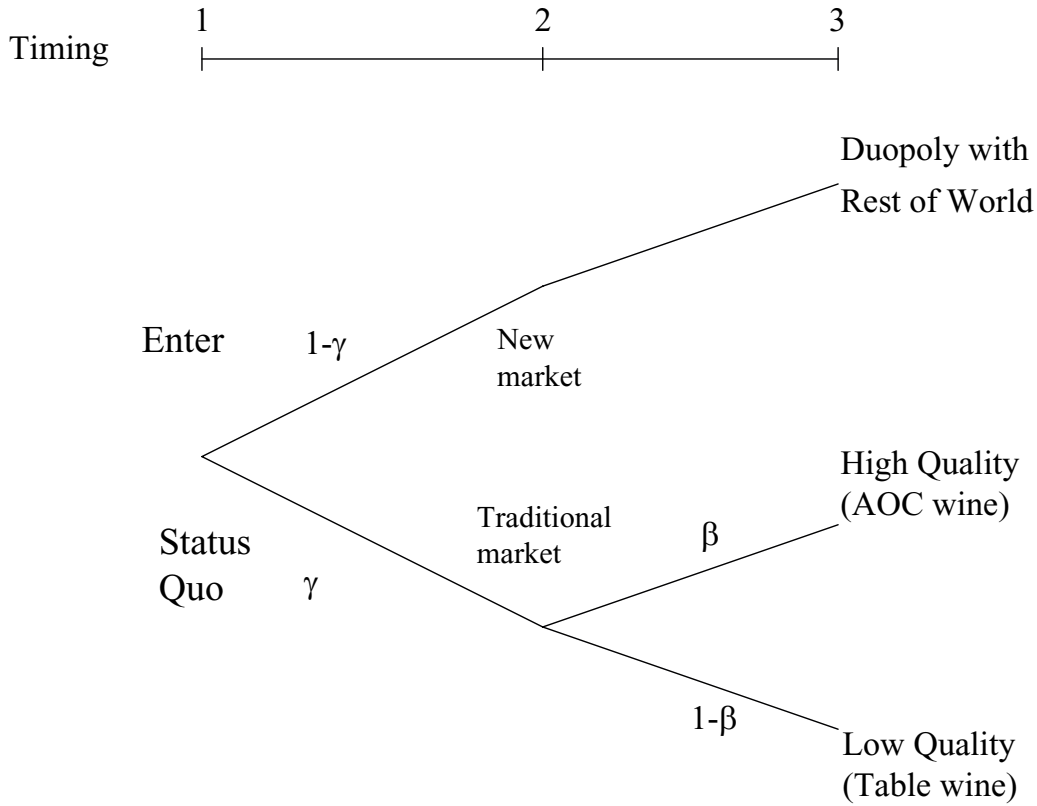 1 2 3
Timing
Duopoly with
Rest of World
Enter 1-γ New
market
High Quality
(AOC wine)
Traditional
market
β
Status
Quo γ
1-β
Low Quality
(Table wine)